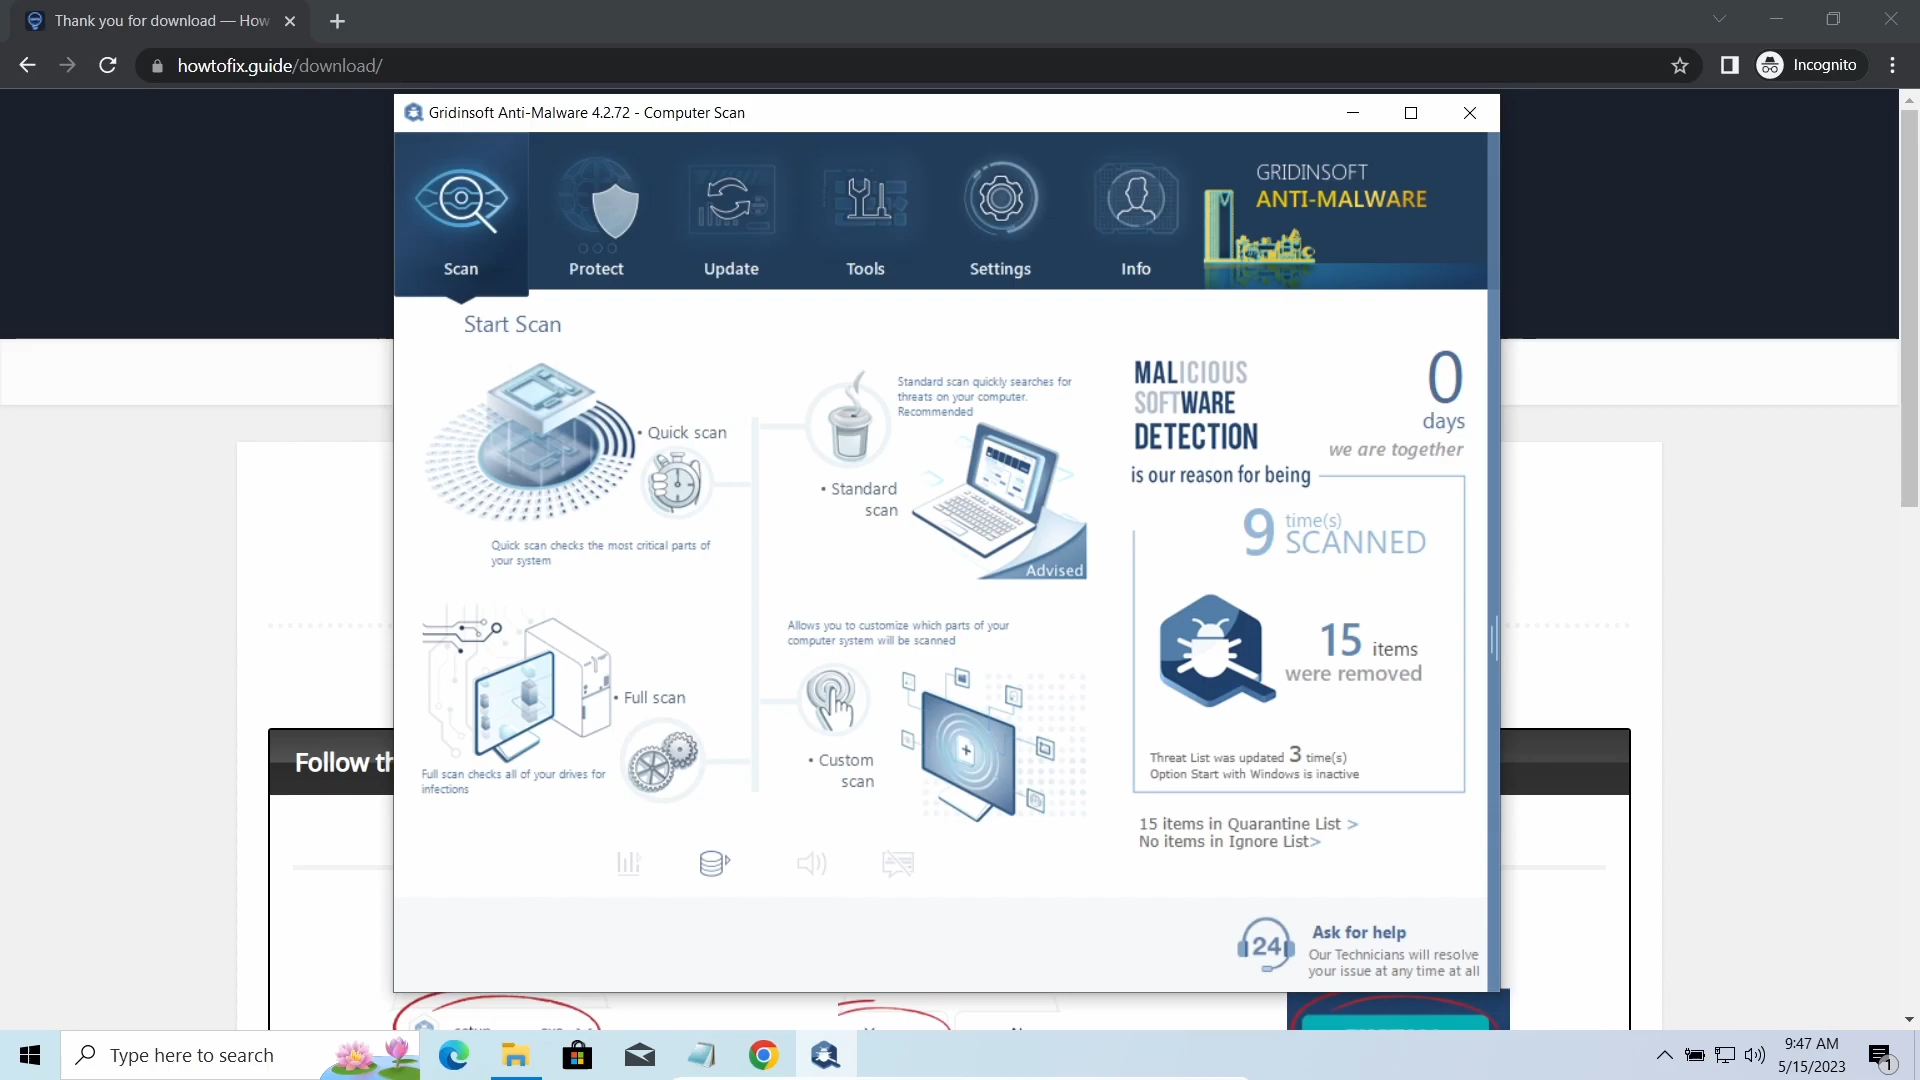 Thank you for download — How
howtofix.guide/download/
Incognito
Gridinsoft Anti-Malware 4.2.72 - Computer Scan
Scan
Protect
Update
Tools
Settings
Info
GRIDINSOFT
ANTI-MALWARE
Start Scan
• Quick scan
Quick scan checks the most critical parts of
your system
Standard scan quickly searches for
threats on your computer.
Recommended
• Standard
scan
Advised
• Full scan
Full scan checks all of your drives for
infections
Allows you to customize which parts of your
computer system will be scanned
• Custom
scan
MALICIOUS
SOFTWARE
DETECTION
is our reason for being
0
days
we are together
9 time(s)
SCANNED
15 items
were removed
Threat List was updated 3 time(s)
Option Start with Windows is inactive
15 items in Quarantine List >
No items in Ignore List>
24
Ask for help
Our Technicians will resolve
your issue at any time at all
Follow th
Type here to search
9:47 AM
5/15/2023
1